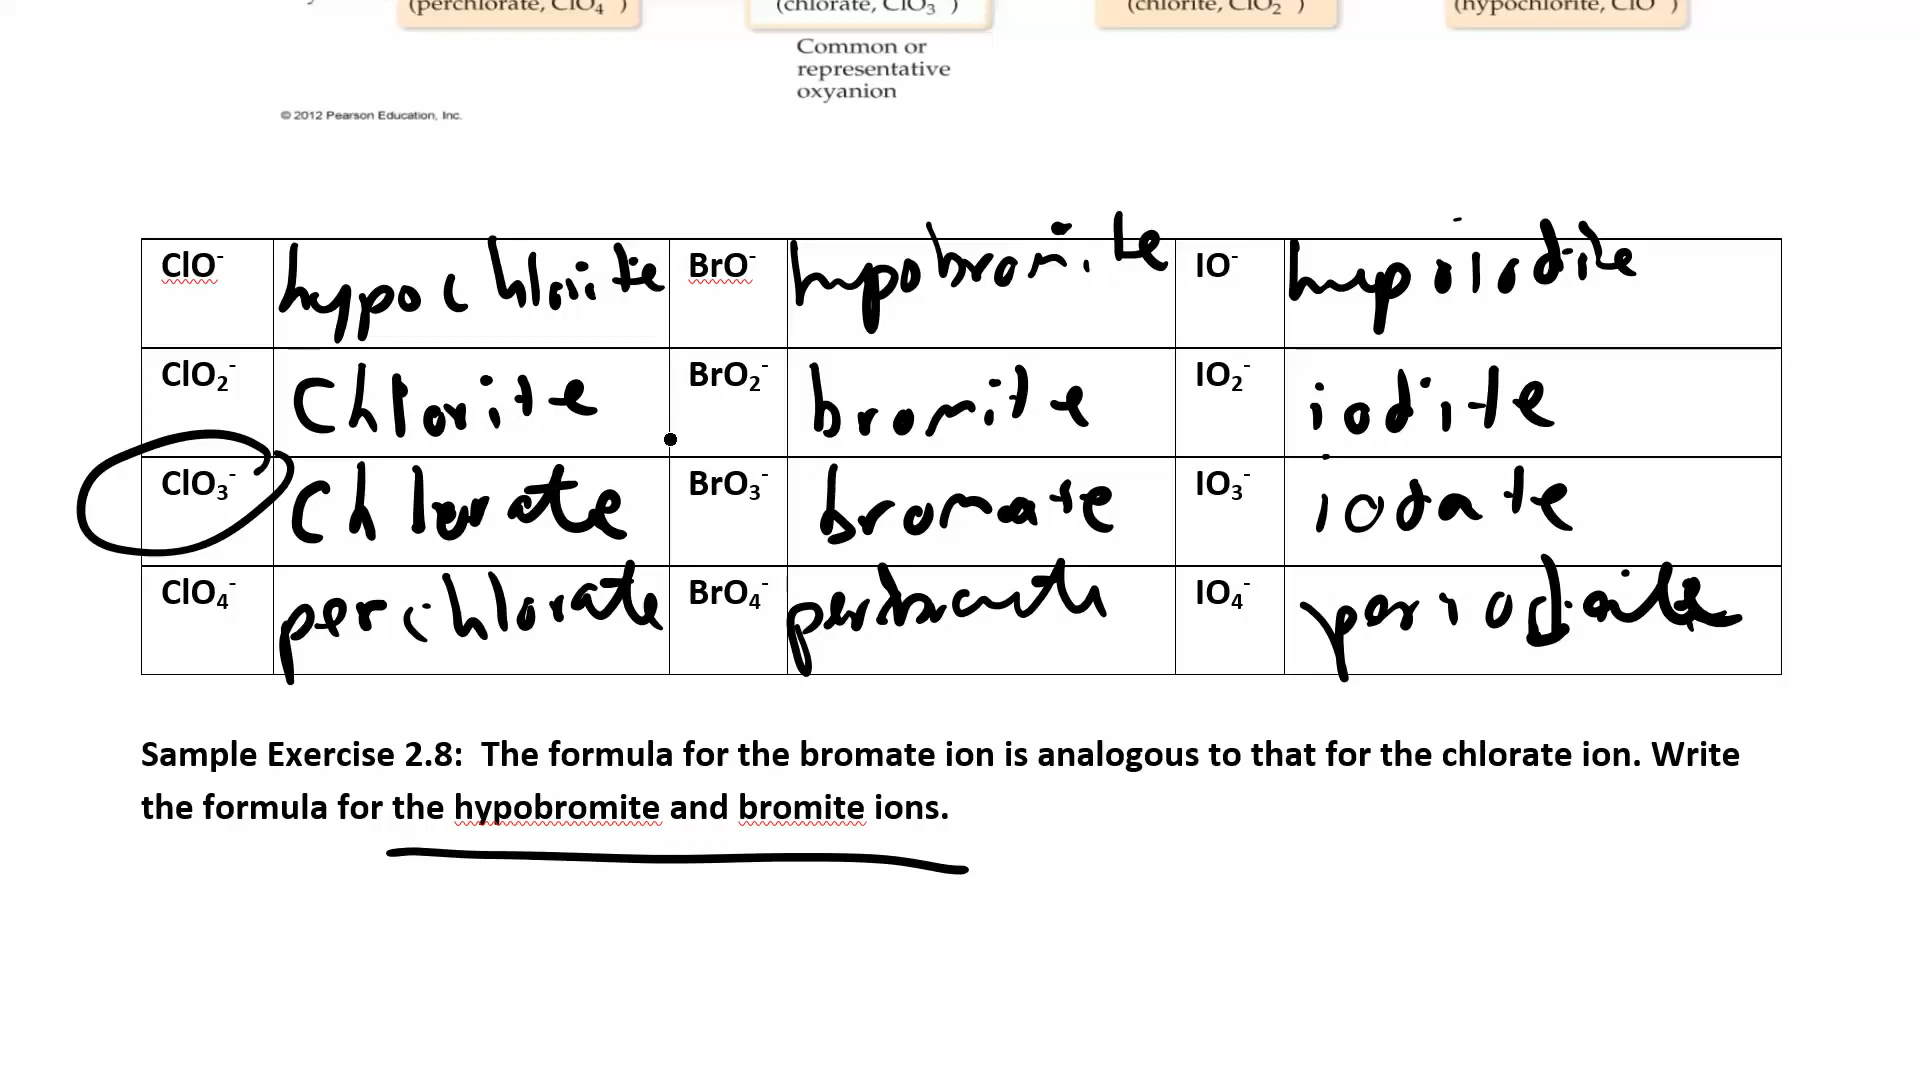 (perchlorate, ClO₄⁻) (chlorate, ClO₃⁻) (chlorite, ClO₂⁻) (hypochlorite, ClO⁻)
Common or
representative
oxyanion
© 2012 Pearson Education, Inc.
ClO⁻ hypochlorite BrO⁻ hypobromite IO⁻ hypoiodite
ClO₂⁻ Chlorite BrO₂⁻ bromite IO₂⁻ iodite
ClO₃⁻ Chlorate BrO₃⁻ bromate IO₃⁻ iodate
ClO₄⁻ perchlorate BrO₄⁻ IO₄⁻
Sample Exercise 2.8: The formula for the bromate ion is analogous to that for the chlorate ion. Write
the formula for the hypobromite and bromite ions.